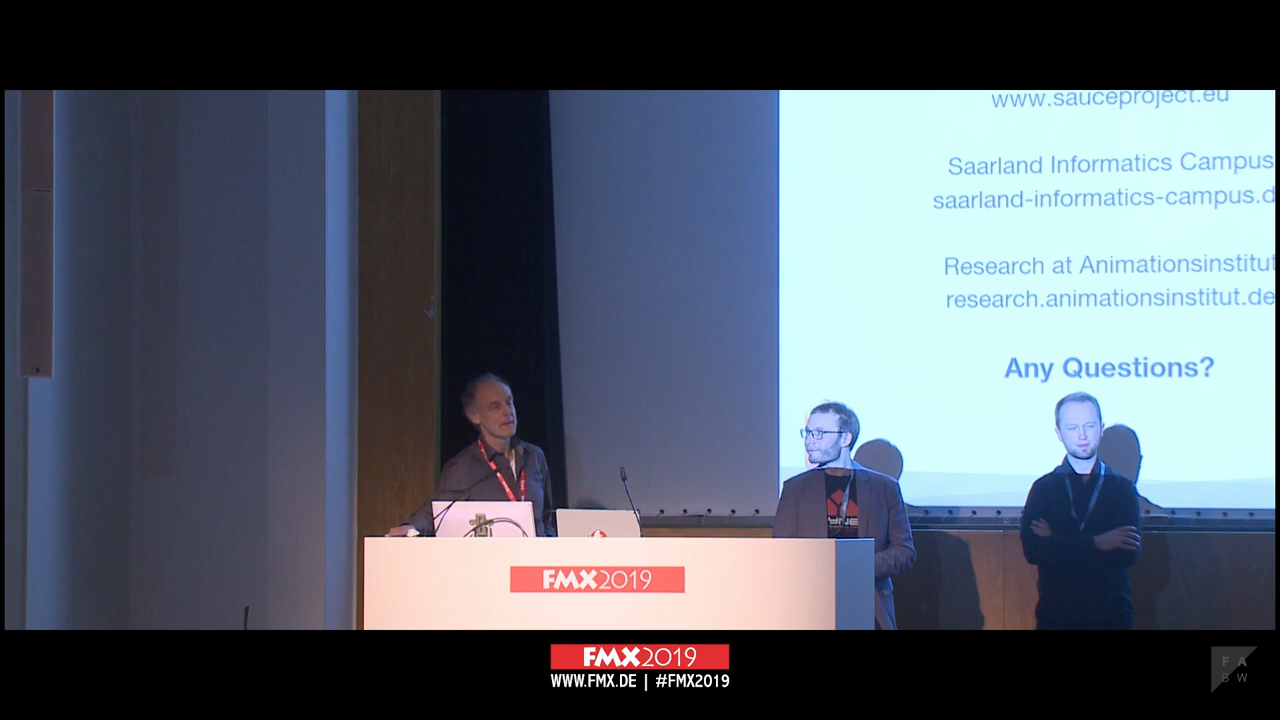 www.sauceproject.eu
Saarland Informatics Campus
saarland-informatics-campus.d
Research at Animationsinstitut
research.animationsinstitut.de
Any Questions?
FMX2019
FMX2019
WWW.FMX.DE | #FMX2019
F A
B W